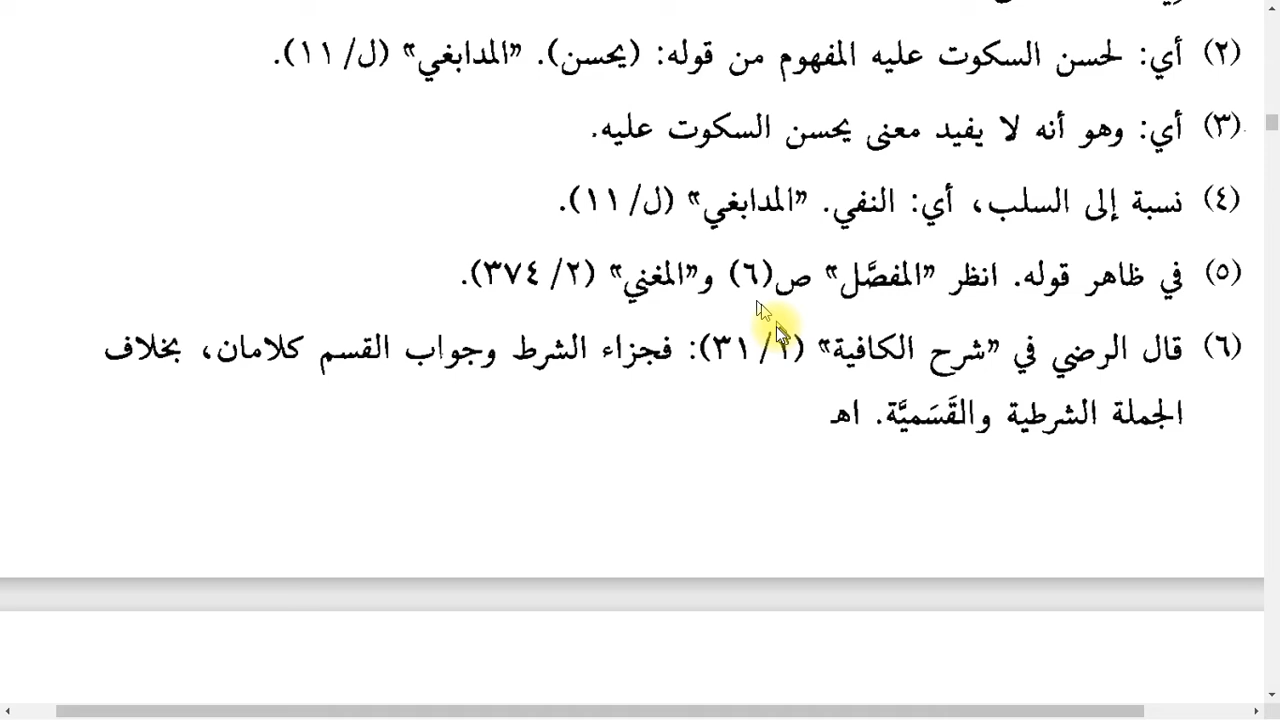 (٢) أي: لحسن السكوت عليه المفهوم من قوله: (يحسن). «المدابغي» (ل/ ١١).
(٣) أي: وهو أنه لا يفيد معنى يحسن السكوت عليه.
(٤) نسبة إلى السلب، أي: النفي. «المدابغي» (ل/ ١١).
(٥) في ظاهر قوله. انظر «المفصَّل» ص(٦) و«المغني» (٢/ ٣٧٤).
(٦) قال الرضي في «شرح الكافية» (١/ ٣١): فجزاء الشرط وجواب القسم كلامان، بخلاف
الجملة الشرطية والقَسَميَّة. اهـ